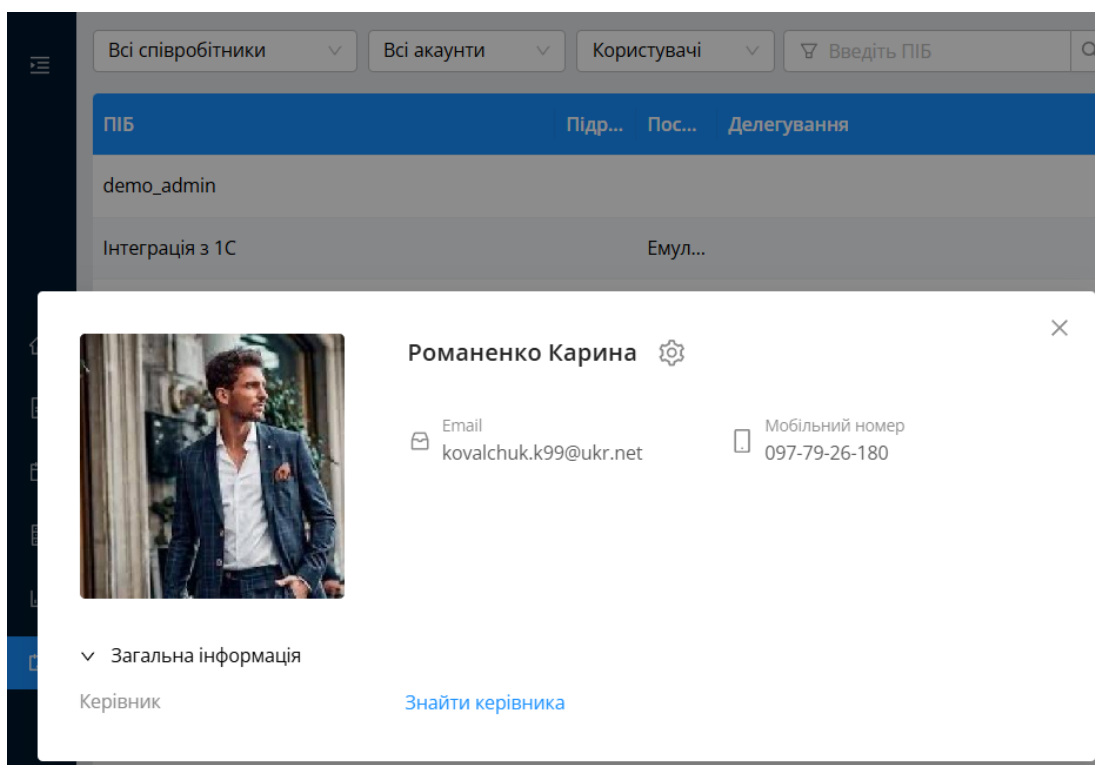 Всі співробітники Всі акаунти Користувачі Введіть ПІБ
ПІБ Підр... Пос... Делегування
demo_admin
Інтеграція з 1С Емул...
Романенко Карина
Email Мобільний номер
kovalchuk.k99@ukr.net 097-79-26-180
Загальна інформація
Керівник Знайти керівника